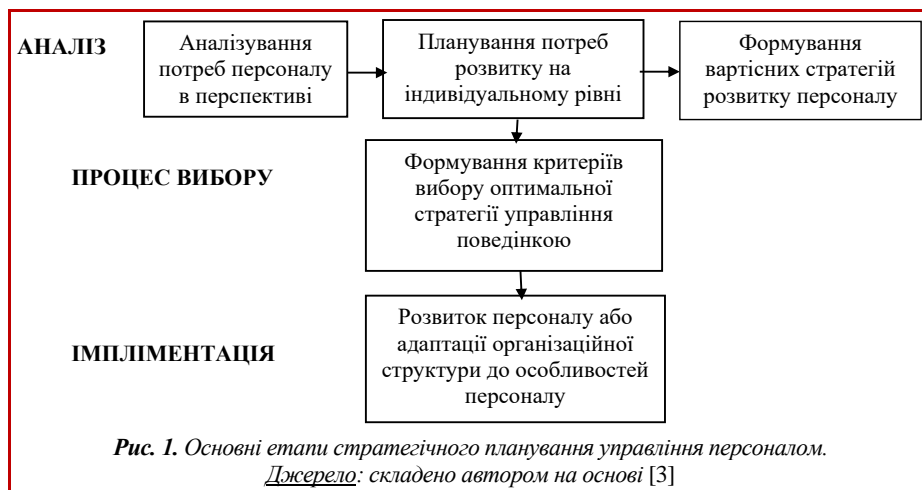 АНАЛІЗ
Аналізування
потреб персоналу
в перспективі
Планування потреб
розвитку на
індивідуальному рівні
Формування
вартісних стратегій
розвитку персоналу
ПРОЦЕС ВИБОРУ
Формування критеріїв
вибору оптимальної
стратегії управління
поведінкою
ІМПЛІМЕНТАЦІЯ
Розвиток персоналу або
адаптації організаційної
структури до особливостей
персоналу
Рис. 1. Основні етапи стратегічного планування управління персоналом.
Джерело: складено автором на основі [3]